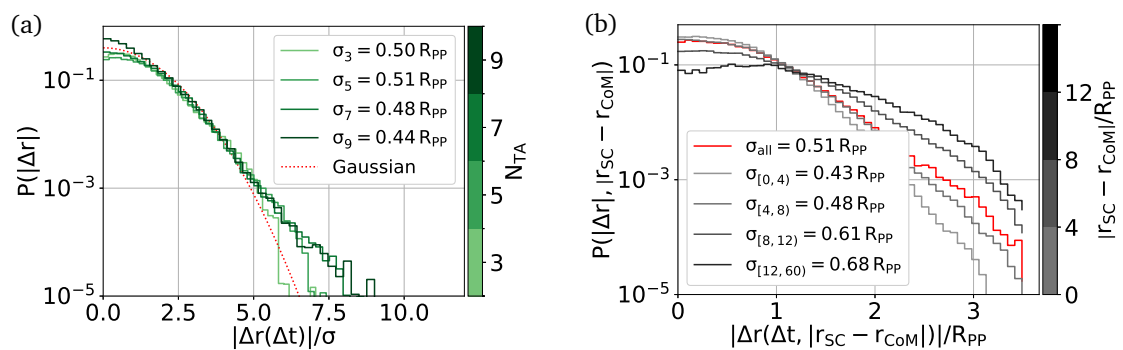 (a)
P(|Δr|)
10⁻¹
10⁻³
10⁻⁵
σ₃ = 0.50 R_PP
σ₅ = 0.51 R_PP
σ₇ = 0.48 R_PP
σ₉ = 0.44 R_PP
Gaussian
0.0 2.5 5.0 7.5 10.0
|Δr(Δt)|/σ
9
7
5
3
N_TA
(b)
P(|Δr|, |r_SC − r_CoM|)
10⁻¹
10⁻³
10⁻⁵
σ_all = 0.51 R_PP
σ_[0, 4) = 0.43 R_PP
σ_[4, 8) = 0.48 R_PP
σ_[8, 12) = 0.61 R_PP
σ_[12, 60) = 0.68 R_PP
0 1 2 3
|Δr(Δt, |r_SC − r_CoM|)|/R_PP
12
8
4
0
|r_SC − r_CoM|/R_PP